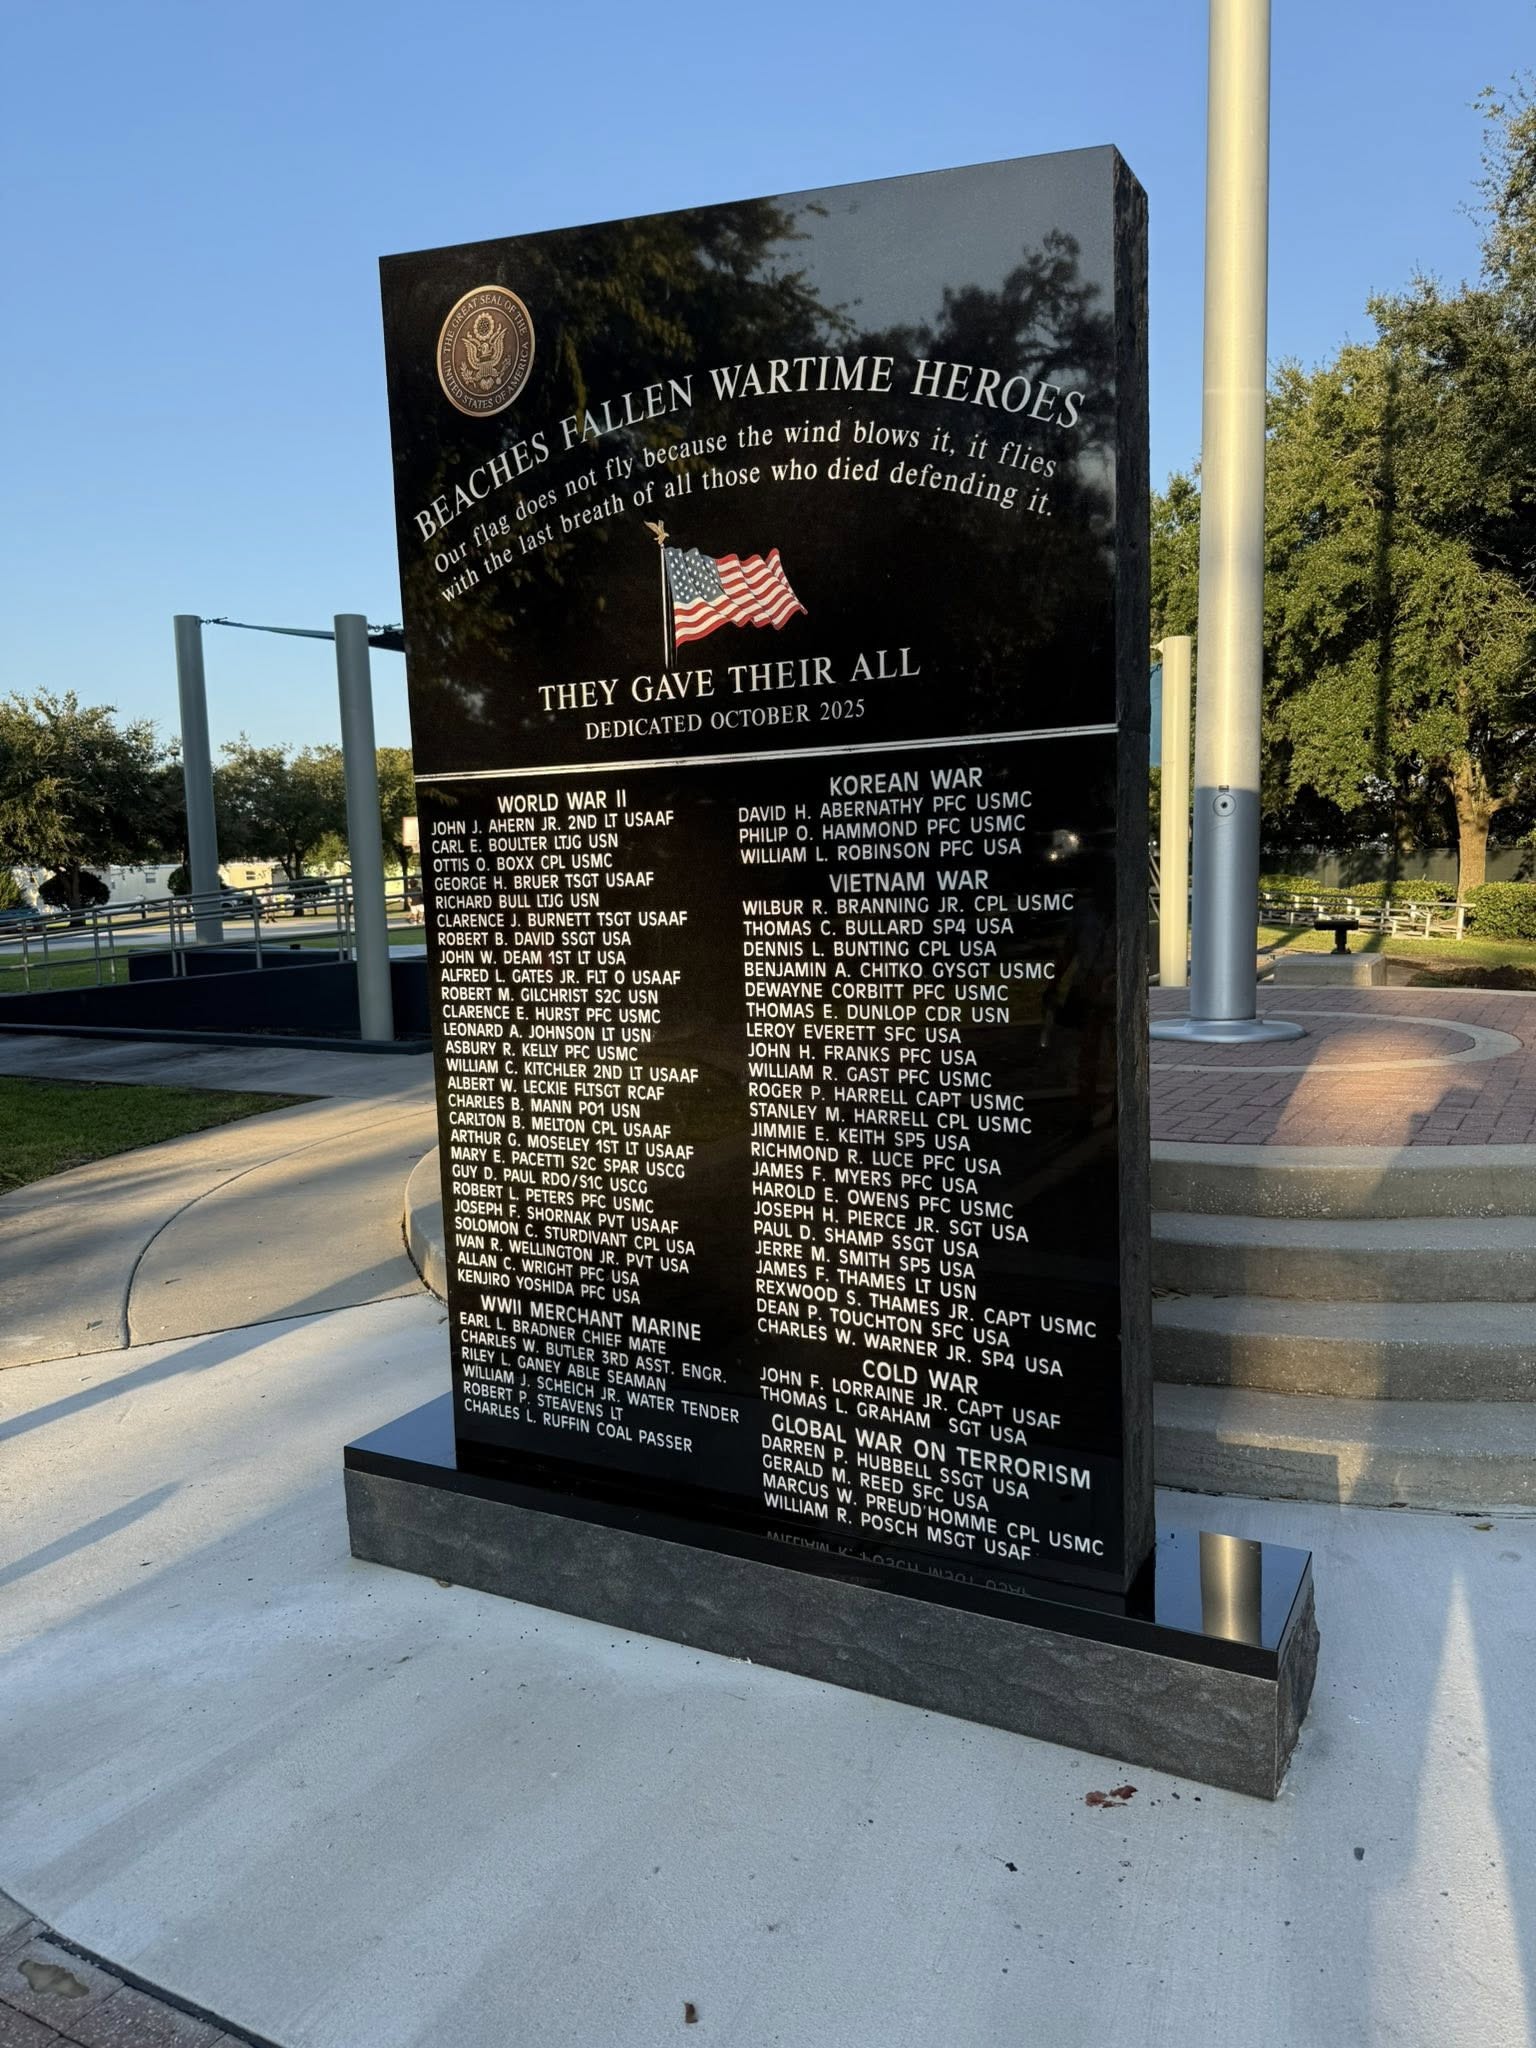 THE GREAT SEAL OF THE
UNITED STATES OF AMERICA
BEACHES FALLEN WARTIME HEROES
Our flag does not fly because the wind blows it, it flies
with the last breath of all those who died defending it.
THEY GAVE THEIR ALL
DEDICATED OCTOBER 2025
WORLD WAR II
JOHN J. AHERN JR. 2ND LT USAAF
CARL E. BOULTER LTJG USN
OTTIS O. BOXX CPL USMC
GEORGE H. BRUER TSGT USAAF
RICHARD BULL LTJG USN
CLARENCE J. BURNETT TSGT USAAF
ROBERT B. DAVID SSGT USA
JOHN W. DEAM 1ST LT USA
ALFRED L. GATES JR. FLT O USAAF
ROBERT M. GILCHRIST S2C USN
CLARENCE E. HURST PFC USMC
LEONARD A. JOHNSON LT USN
ASBURY R. KELLY PFC USMC
WILLIAM C. KITCHLER 2ND LT USAAF
ALBERT W. LECKIE FLTSGT RCAF
CHARLES B. MANN PO1 USN
CARLTON B. MELTON CPL USAAF
ARTHUR G. MOSELEY 1ST LT USAAF
MARY E. PACETTI S2C SPAR USCG
GUY D. PAUL RDO/S1C USCG
ROBERT L. PETERS PFC USMC
JOSEPH F. SHORNAK PVT USAAF
SOLOMON C. STURDIVANT CPL USA
IVAN R. WELLINGTON JR. PVT USA
ALLAN C. WRIGHT PFC USA
KENJIRO YOSHIDA PFC USA
WWII MERCHANT MARINE
EARL L. BRADNER CHIEF MATE
CHARLES W. BUTLER 3RD ASST. ENGR.
RILEY L. GANEY ABLE SEAMAN
WILLIAM J. SCHEICH JR. WATER TENDER
ROBERT P. STEAVENS LT
CHARLES L. RUFFIN COAL PASSER
KOREAN WAR
DAVID H. ABERNATHY PFC USMC
PHILIP O. HAMMOND PFC USMC
WILLIAM L. ROBINSON PFC USA
VIETNAM WAR
WILBUR R. BRANNING JR. CPL USMC
THOMAS C. BULLARD SP4 USA
DENNIS L. BUNTING CPL USA
BENJAMIN A. CHITKO GYSGT USMC
DEWAYNE CORBITT PFC USMC
THOMAS E. DUNLOP CDR USN
LEROY EVERETT SFC USA
JOHN H. FRANKS PFC USA
WILLIAM R. GAST PFC USMC
ROGER P. HARRELL CAPT USMC
STANLEY M. HARRELL CPL USMC
JIMMIE E. KEITH SP5 USA
RICHMOND R. LUCE PFC USA
JAMES F. MYERS PFC USA
HAROLD E. OWENS PFC USMC
JOSEPH H. PIERCE JR. SGT USA
PAUL D. SHAMP SSGT USA
JERRE M. SMITH SP5 USA
JAMES F. THAMES LT USN
REXWOOD S. THAMES JR. CAPT USMC
DEAN P. TOUCHTON SFC USA
CHARLES W. WARNER JR. SP4 USA
COLD WAR
JOHN F. LORRAINE JR. CAPT USAF
THOMAS L. GRAHAM SGT USA
GLOBAL WAR ON TERRORISM
DARREN P. HUBBELL SSGT USA
GERALD M. REED SFC USA
MARCUS W. PREUD'HOMME CPL USMC
WILLIAM R. POSCH MSGT USAF